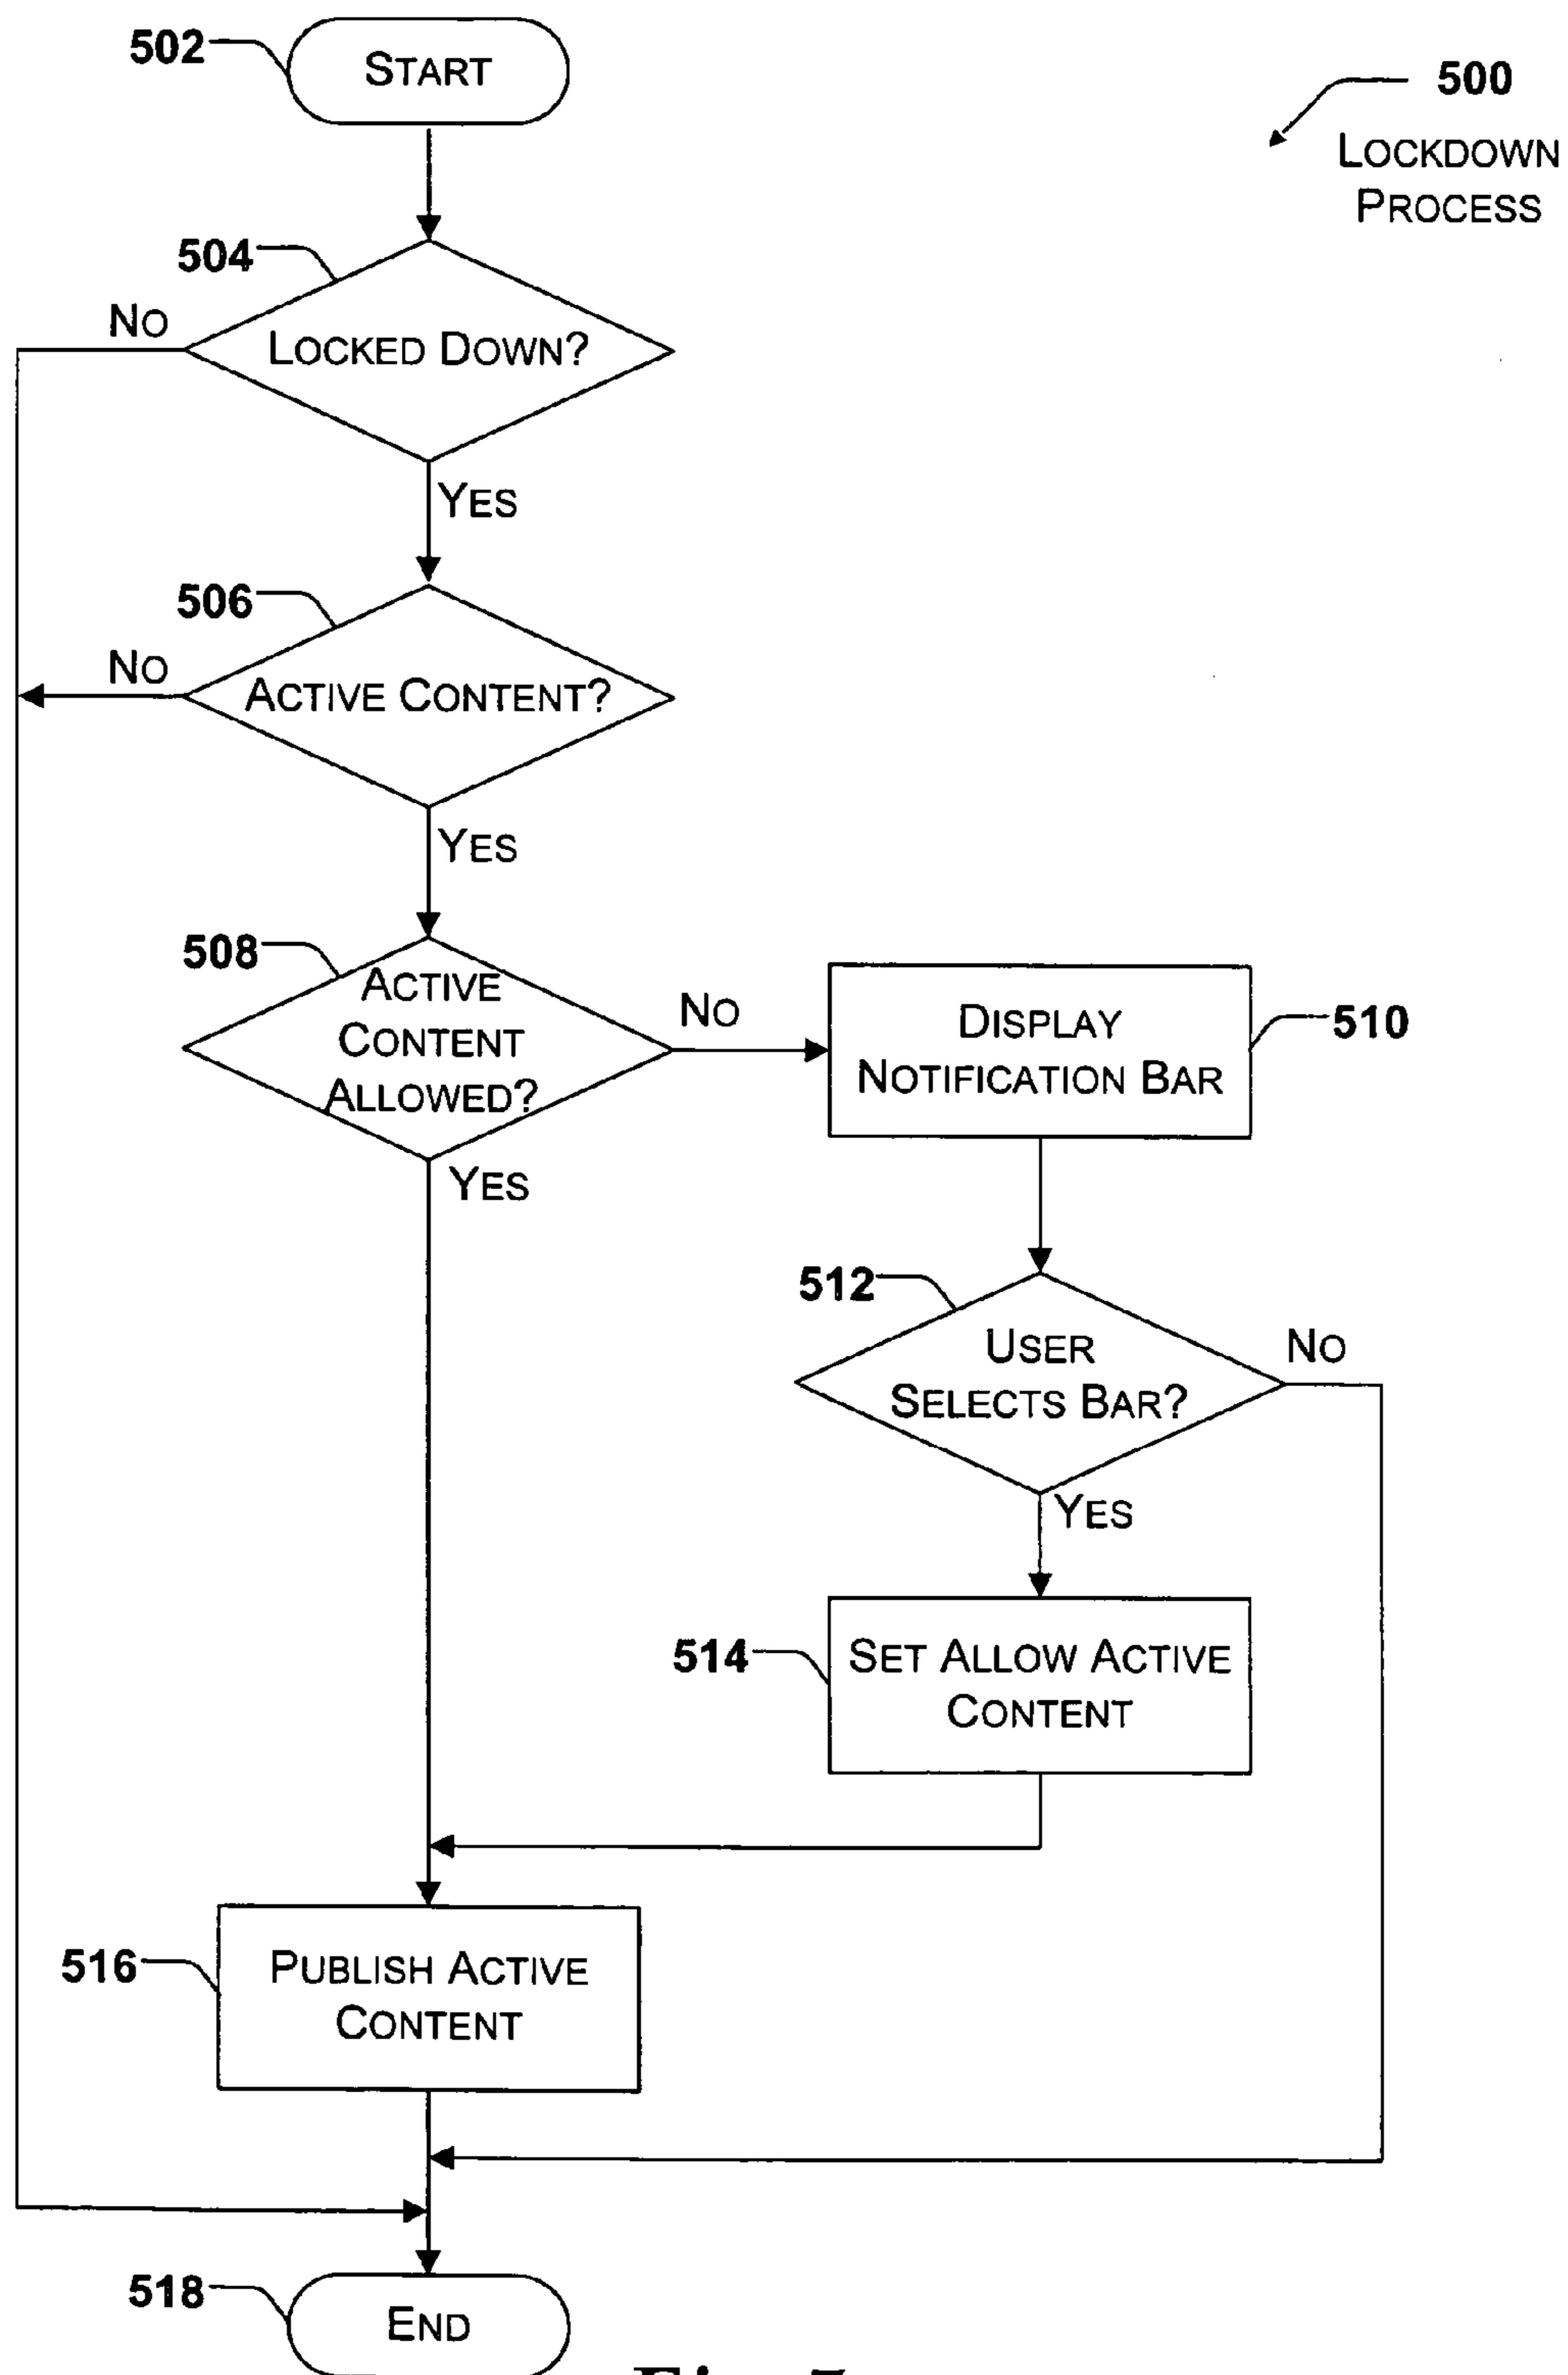 502
START
500
LOCKDOWN
PROCESS
504
NO
LOCKED DOWN?
YES
506
NO
ACTIVE CONTENT?
YES
508
ACTIVE
CONTENT
ALLOWED?
NO
DISPLAY
NOTIFICATION BAR
510
YES
512
USER
SELECTS BAR?
NO
YES
514
SET ALLOW ACTIVE
CONTENT
516
PUBLISH ACTIVE
CONTENT
518
END